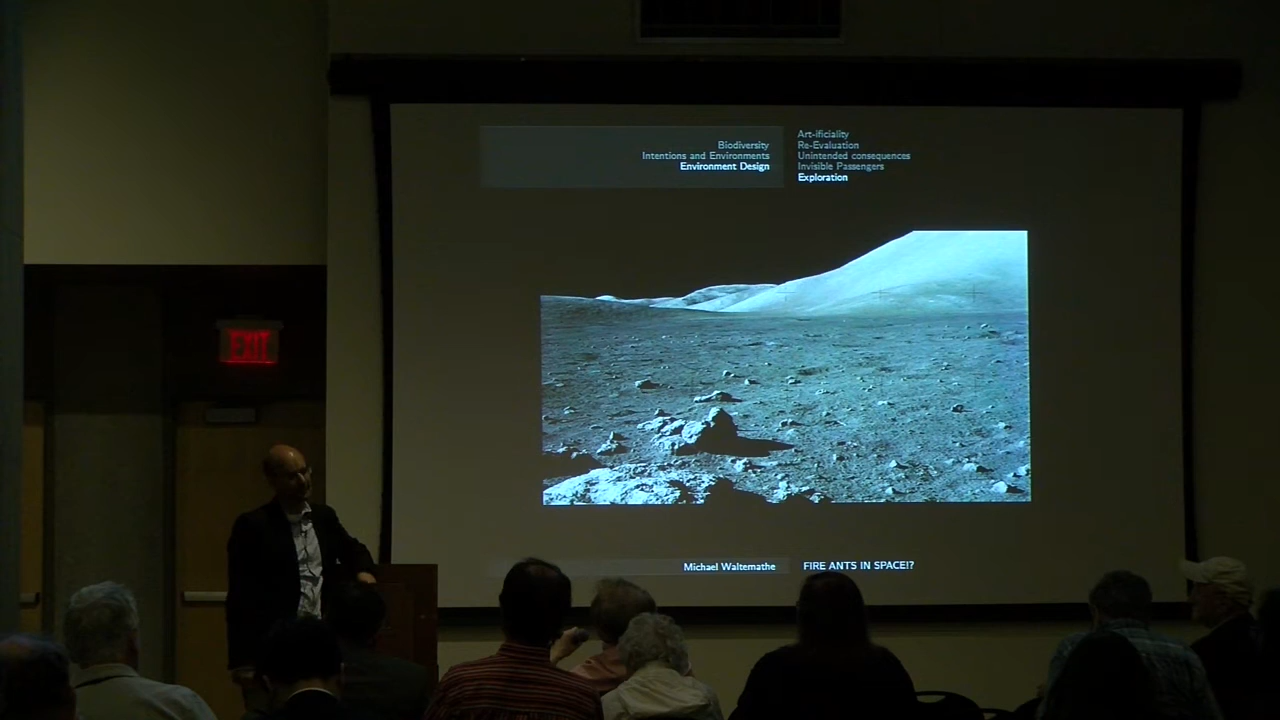 Biodiversity
Intentions and Environments
Environment Design
Art-ificiality
Re-Evaluation
Unintended consequences
Invisible Passengers
Exploration
EXIT
Michael Waltemathe
FIRE ANTS IN SPACE!?